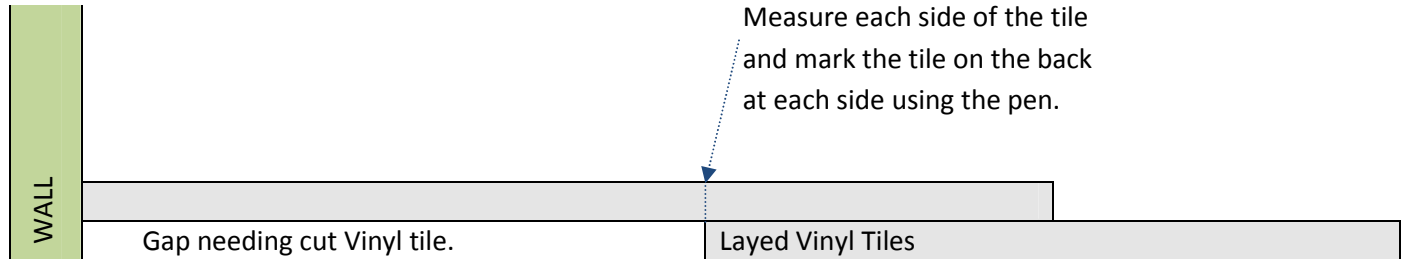 Measure each side of the tile
and mark the tile on the back
at each side using the pen.
WALL
Gap needing cut Vinyl tile.
Layed Vinyl Tiles